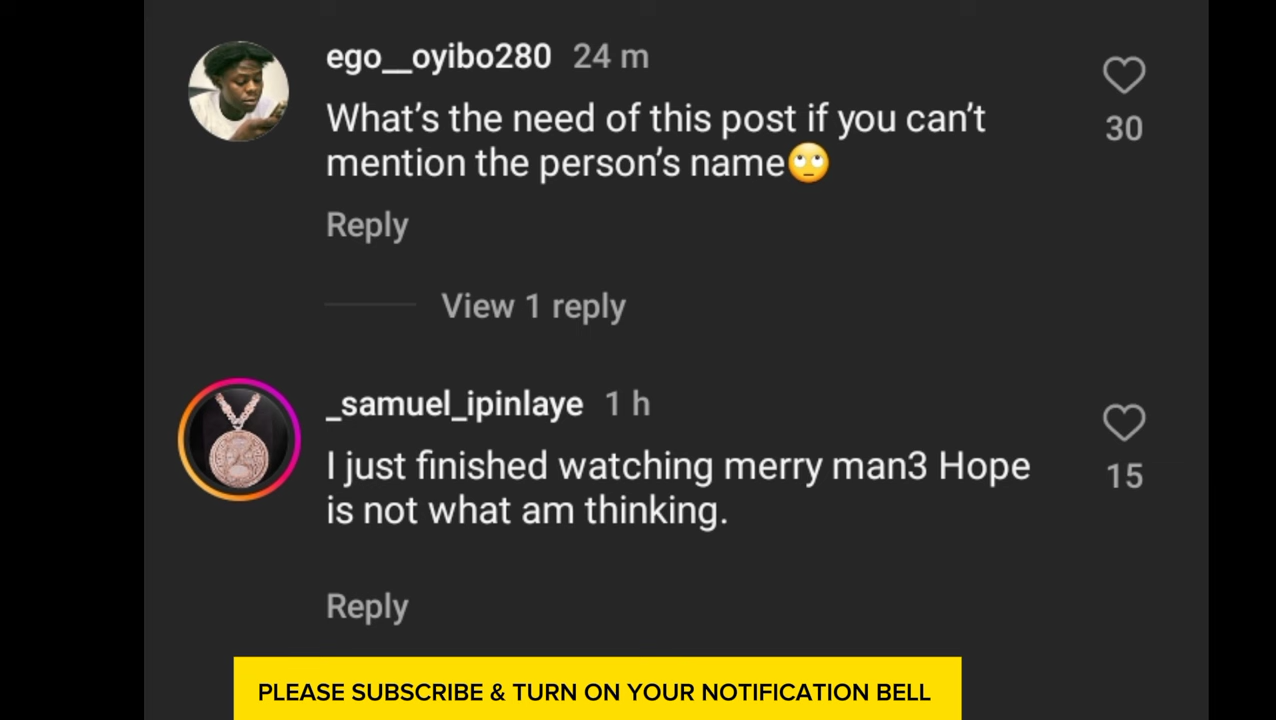 ego__oyibo280 24 m
What's the need of this post if you can't
mention the person's name🙄
30
Reply
View 1 reply
_samuel_ipinlaye 1 h
I just finished watching merry man3 Hope
is not what am thinking.
15
Reply
PLEASE SUBSCRIBE & TURN ON YOUR NOTIFICATION BELL